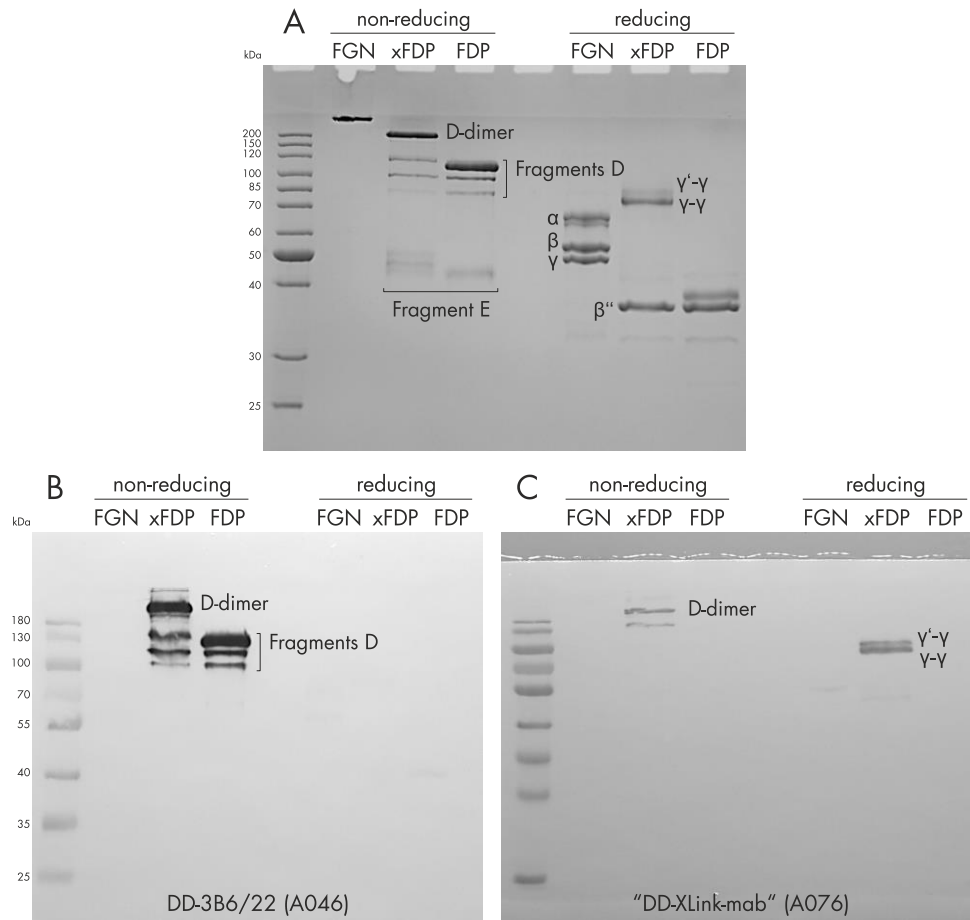 A
non-reducing
reducing
kDa
FGN xFDP FDP
FGN xFDP FDP
200
150
120
100
85
70
60
50
40
30
25
D-dimer
Fragments D
Fragment E
α
β
γ
γ‘-γ
γ-γ
β“
B
non-reducing
reducing
kDa
FGN xFDP FDP
FGN xFDP FDP
180
130
100
70
55
40
35
25
D-dimer
Fragments D
DD-3B6/22 (A046)
C
non-reducing
reducing
FGN xFDP FDP
FGN xFDP FDP
D-dimer
γ‘-γ
γ-γ
“DD-XLink-mab“ (A076)